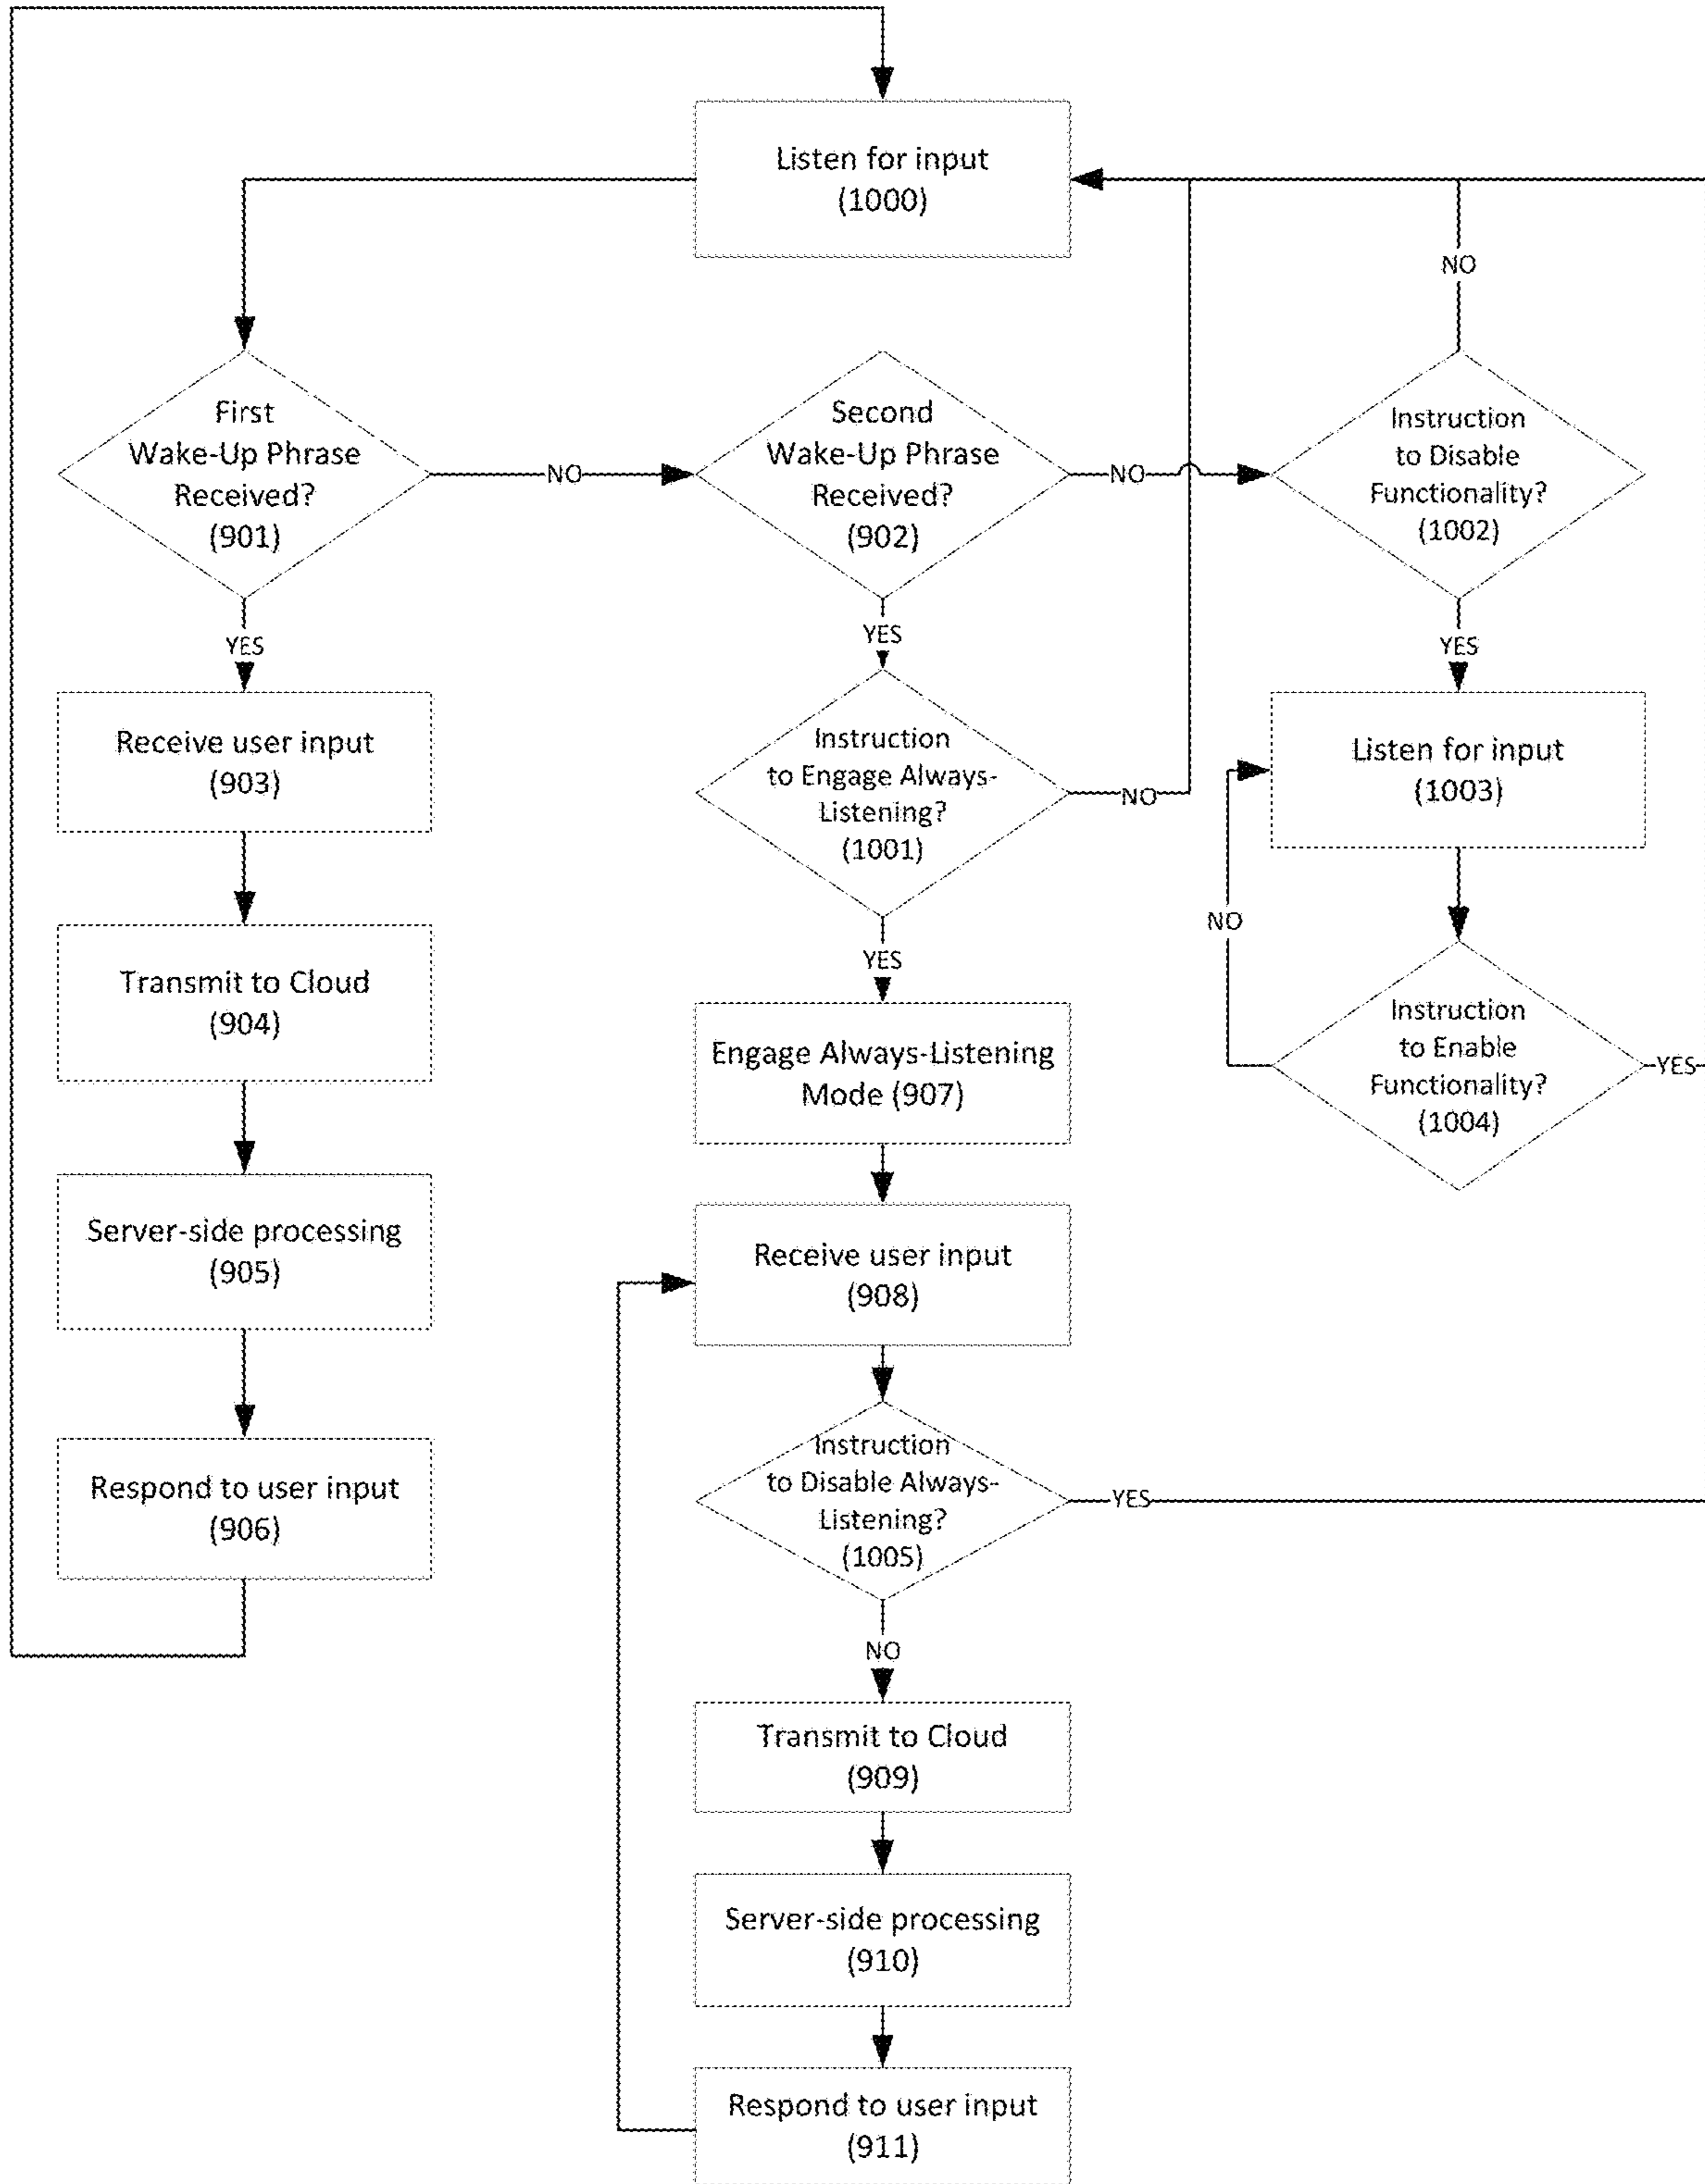 Listen for input
(1000)
NO
First
Wake-Up Phrase
Received?
(901)
NO
Second
Wake-Up Phrase
Received?
(902)
NO
Instruction
to Disable
Functionality?
(1002)
YES
YES
YES
Receive user input
(903)
Instruction
to Engage Always-
Listening?
(1001)
NO
Listen for input
(1003)
NO
Transmit to Cloud
(904)
YES
Engage Always-Listening
Mode (907)
Instruction
to Enable
Functionality?
(1004)
YES
Server-side processing
(905)
Receive user input
(908)
Respond to user input
(906)
Instruction
to Disable Always-
Listening?
(1005)
YES
NO
Transmit to Cloud
(909)
Server-side processing
(910)
Respond to user input
(911)